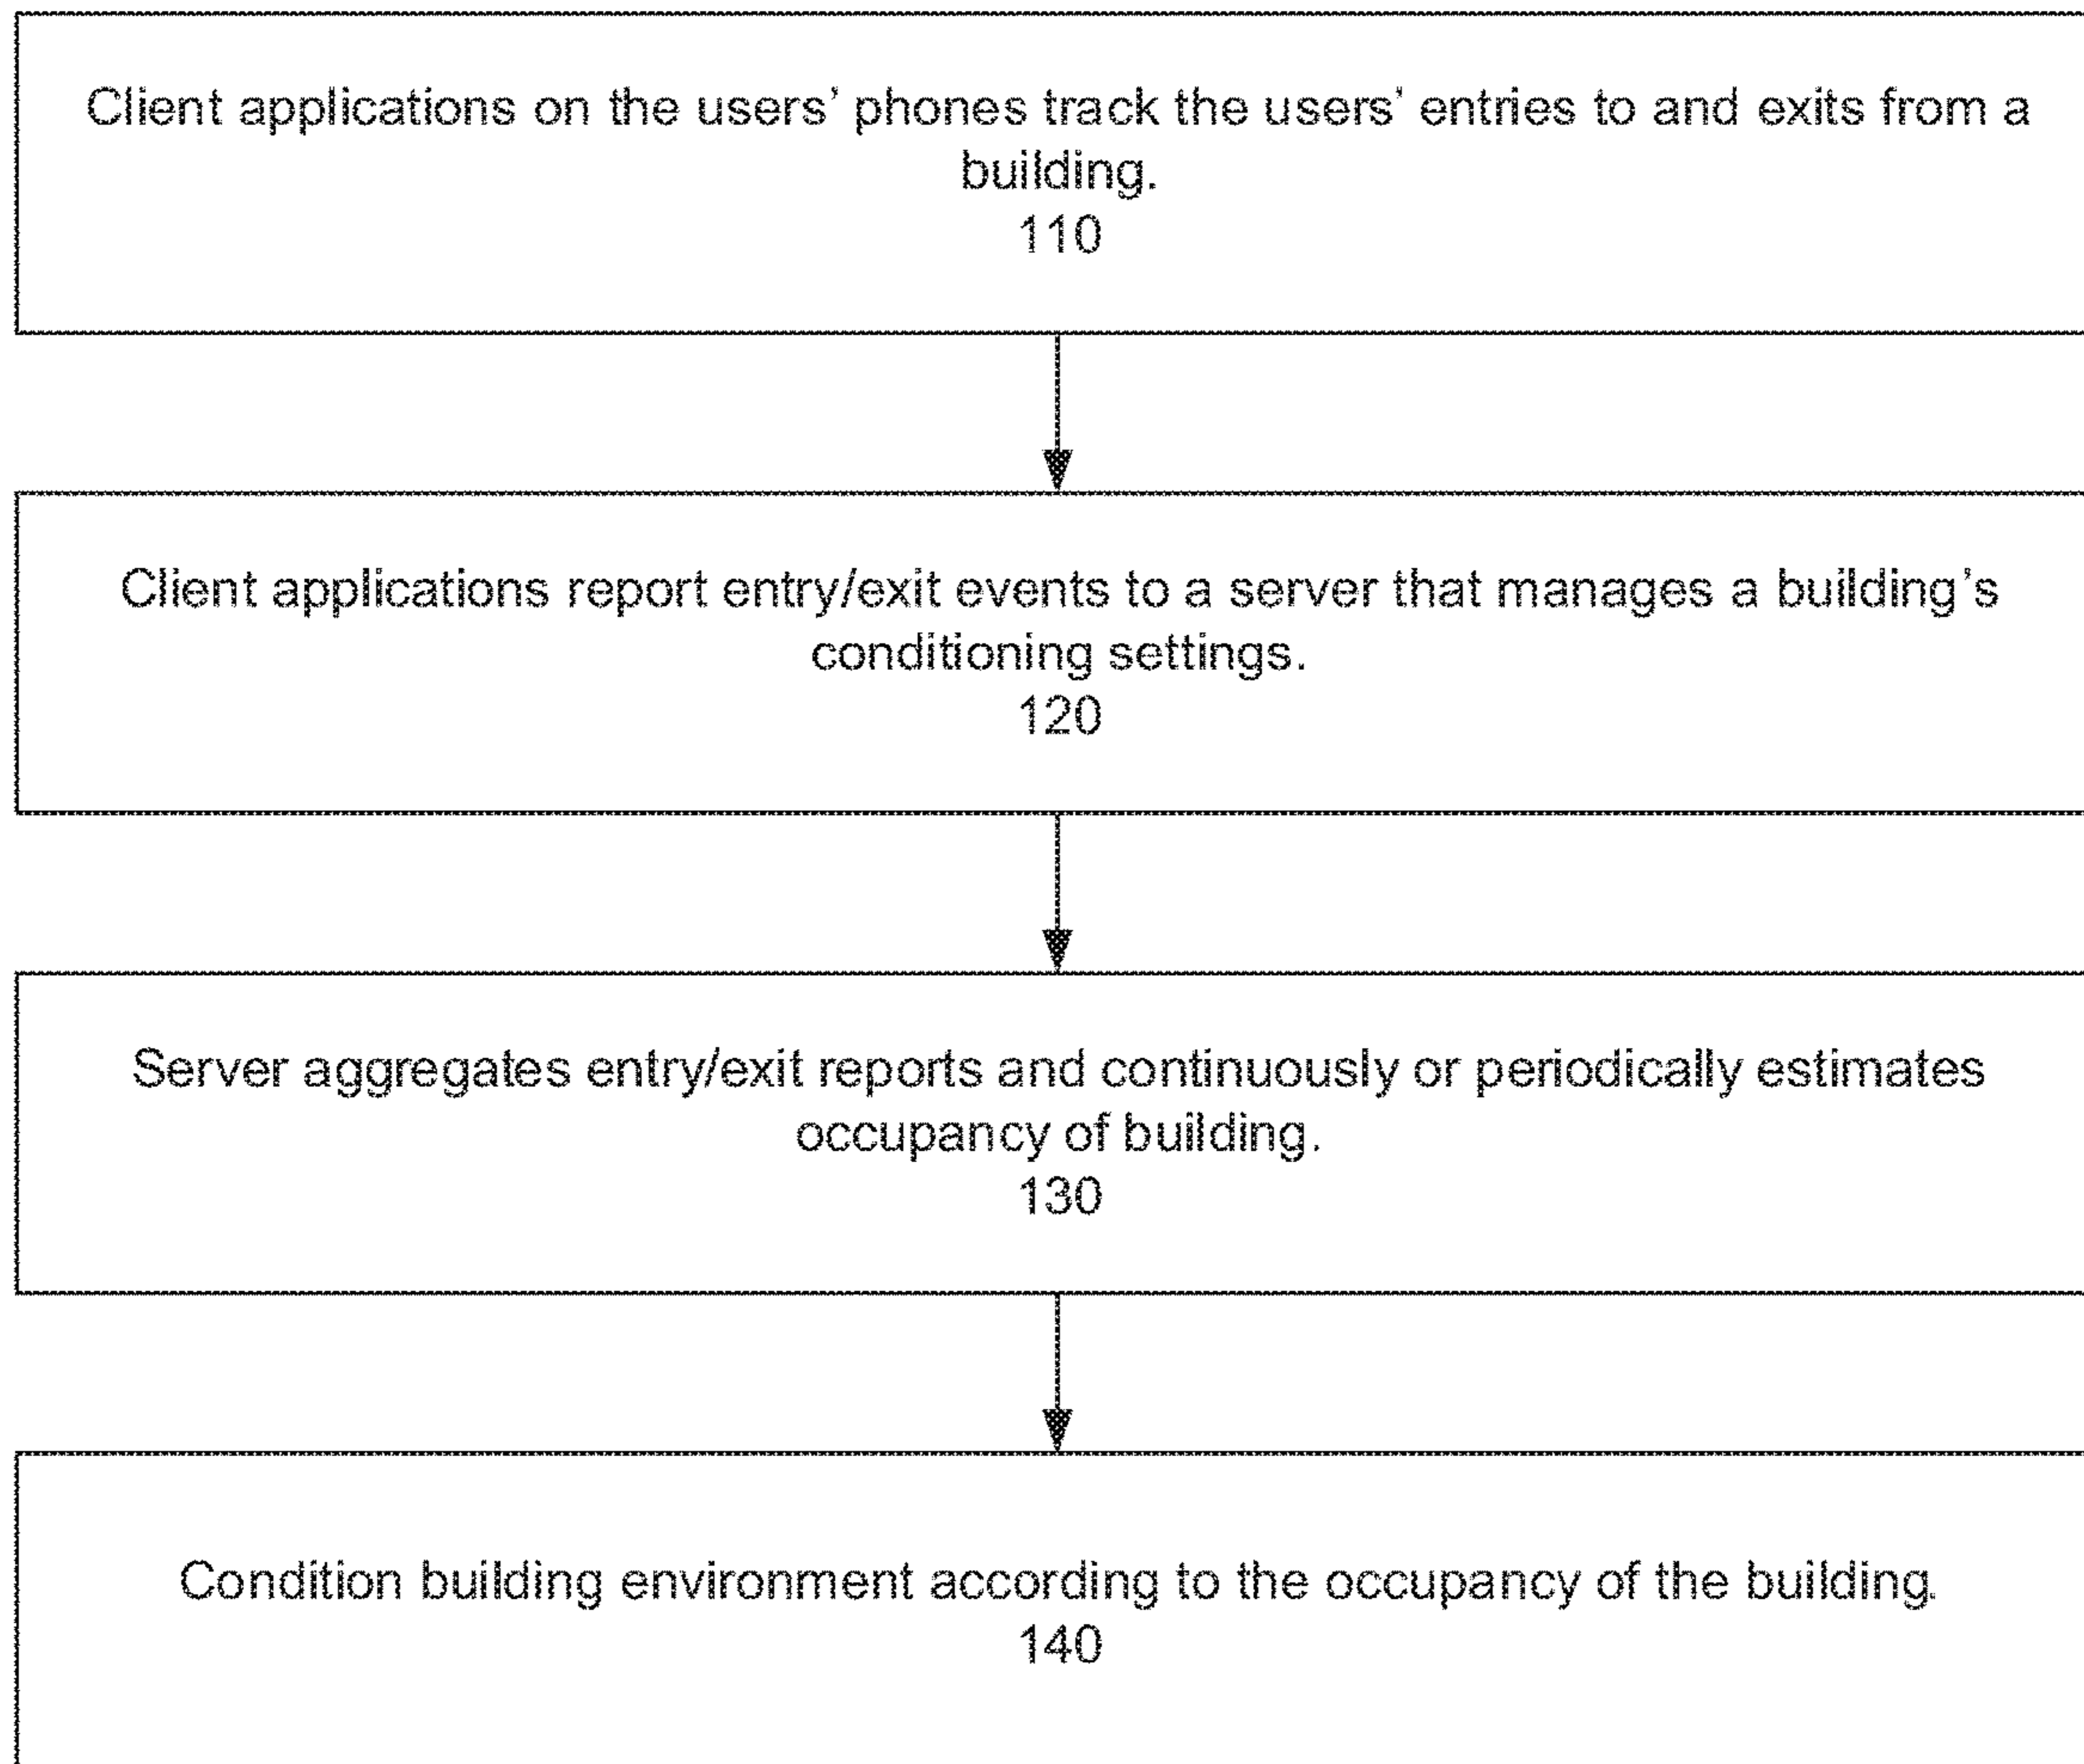 Client applications on the users’ phones track the users’ entries to and exits from a
building.
110
Client applications report entry/exit events to a server that manages a building’s
conditioning settings.
120
Server aggregates entry/exit reports and continuously or periodically estimates
occupancy of building.
130
Condition building environment according to the occupancy of the building.
140